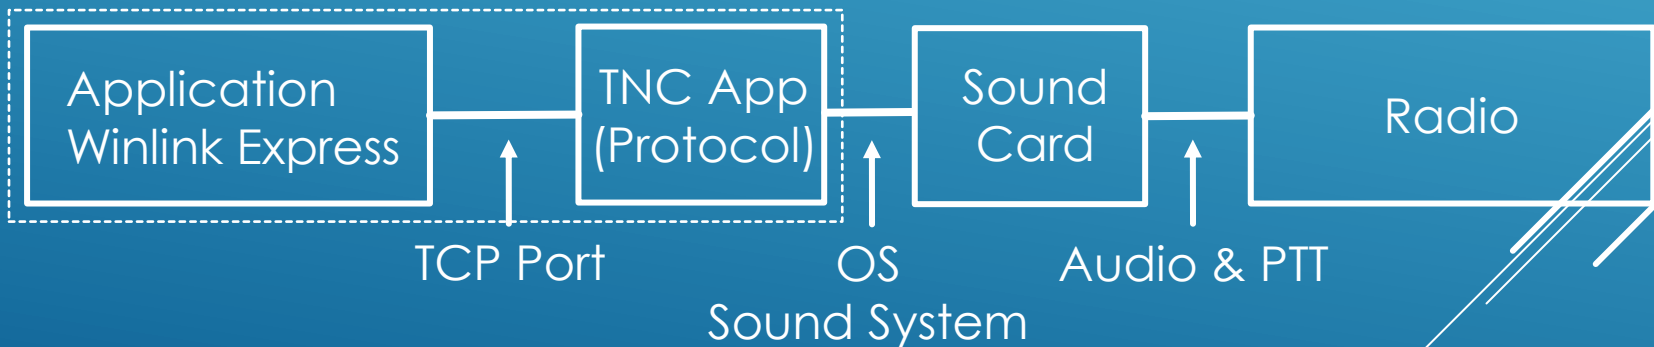 Application
Winlink Express
TNC App
(Protocol)
Sound
Card
Radio
TCP Port
OS
Sound System
Audio & PTT